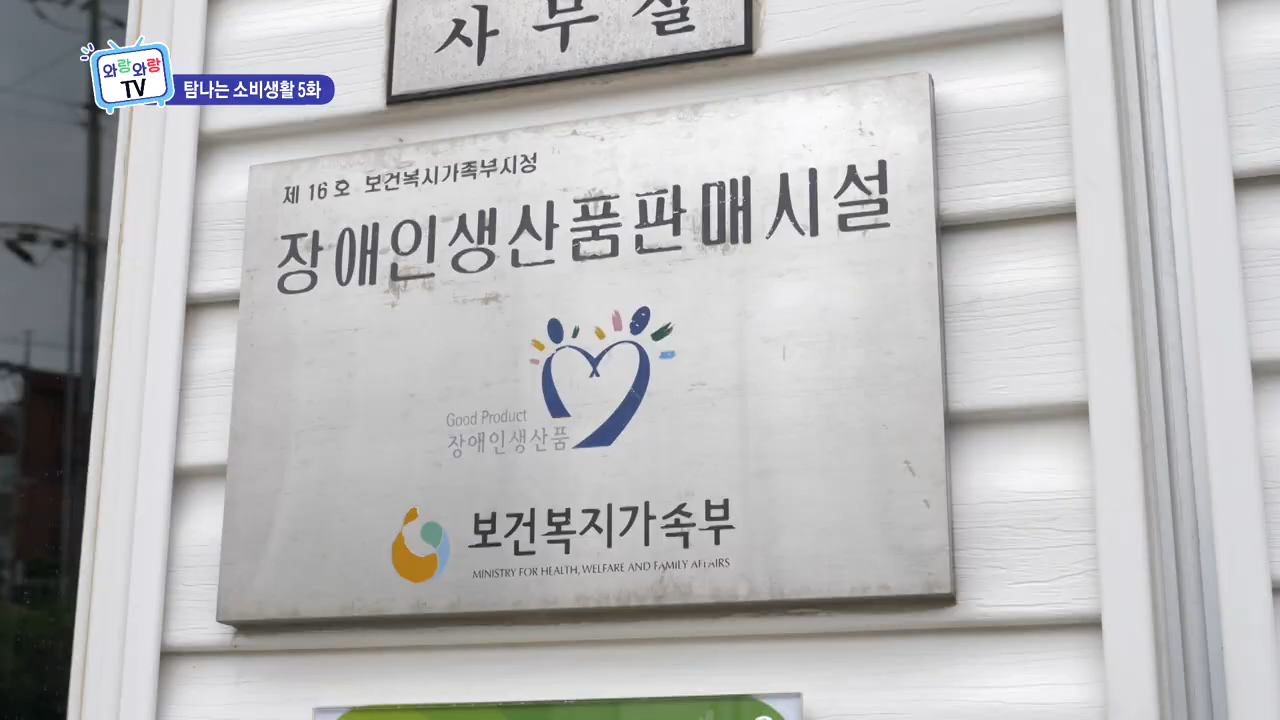 사무실
와랑와랑
TV
탐나는 소비생활 5화
제 16 호 보건복지가족부지정
장애인생산품판매시설
Good Product
장애인생산품
보건복지가족부
MINISTRY FOR HEALTH, WELFARE AND FAMILY AFFAIRS